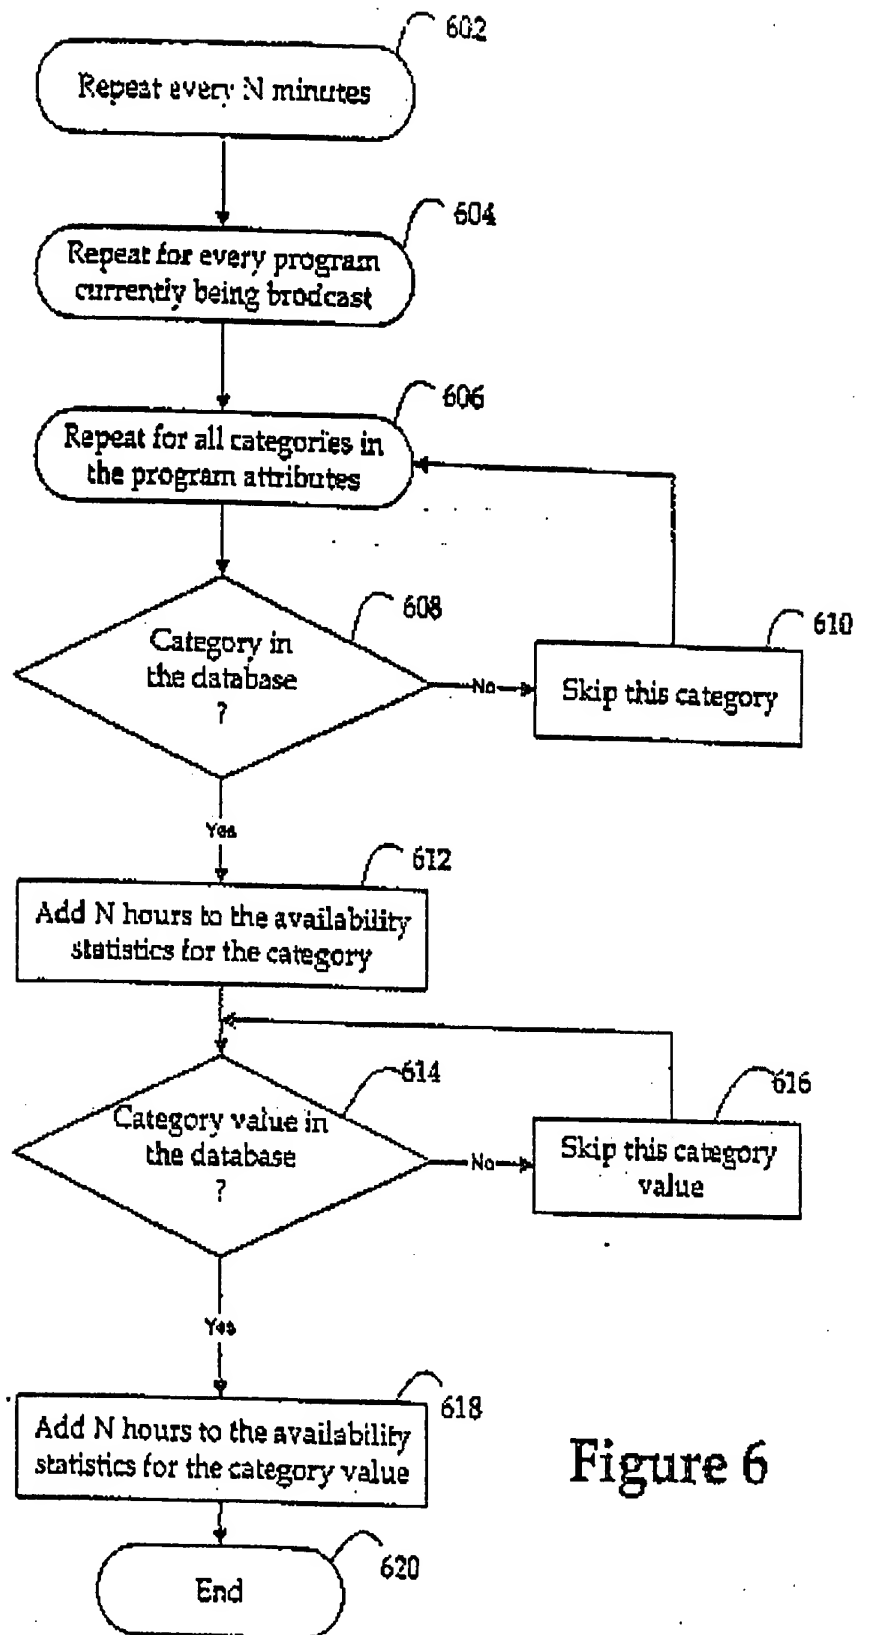 602
Repeat every N minutes
604
Repeat for every program
currently being brodcast
606
Repeat for all categories in
the program attributes
608
Category in
the database
?
No
610
Skip this category
Yes
612
Add N hours to the availability
statistics for the category
614
Category value in
the database
?
No
616
Skip this category
value
Yes
618
Add N hours to the availability
statistics for the category value
Figure 6
620
End